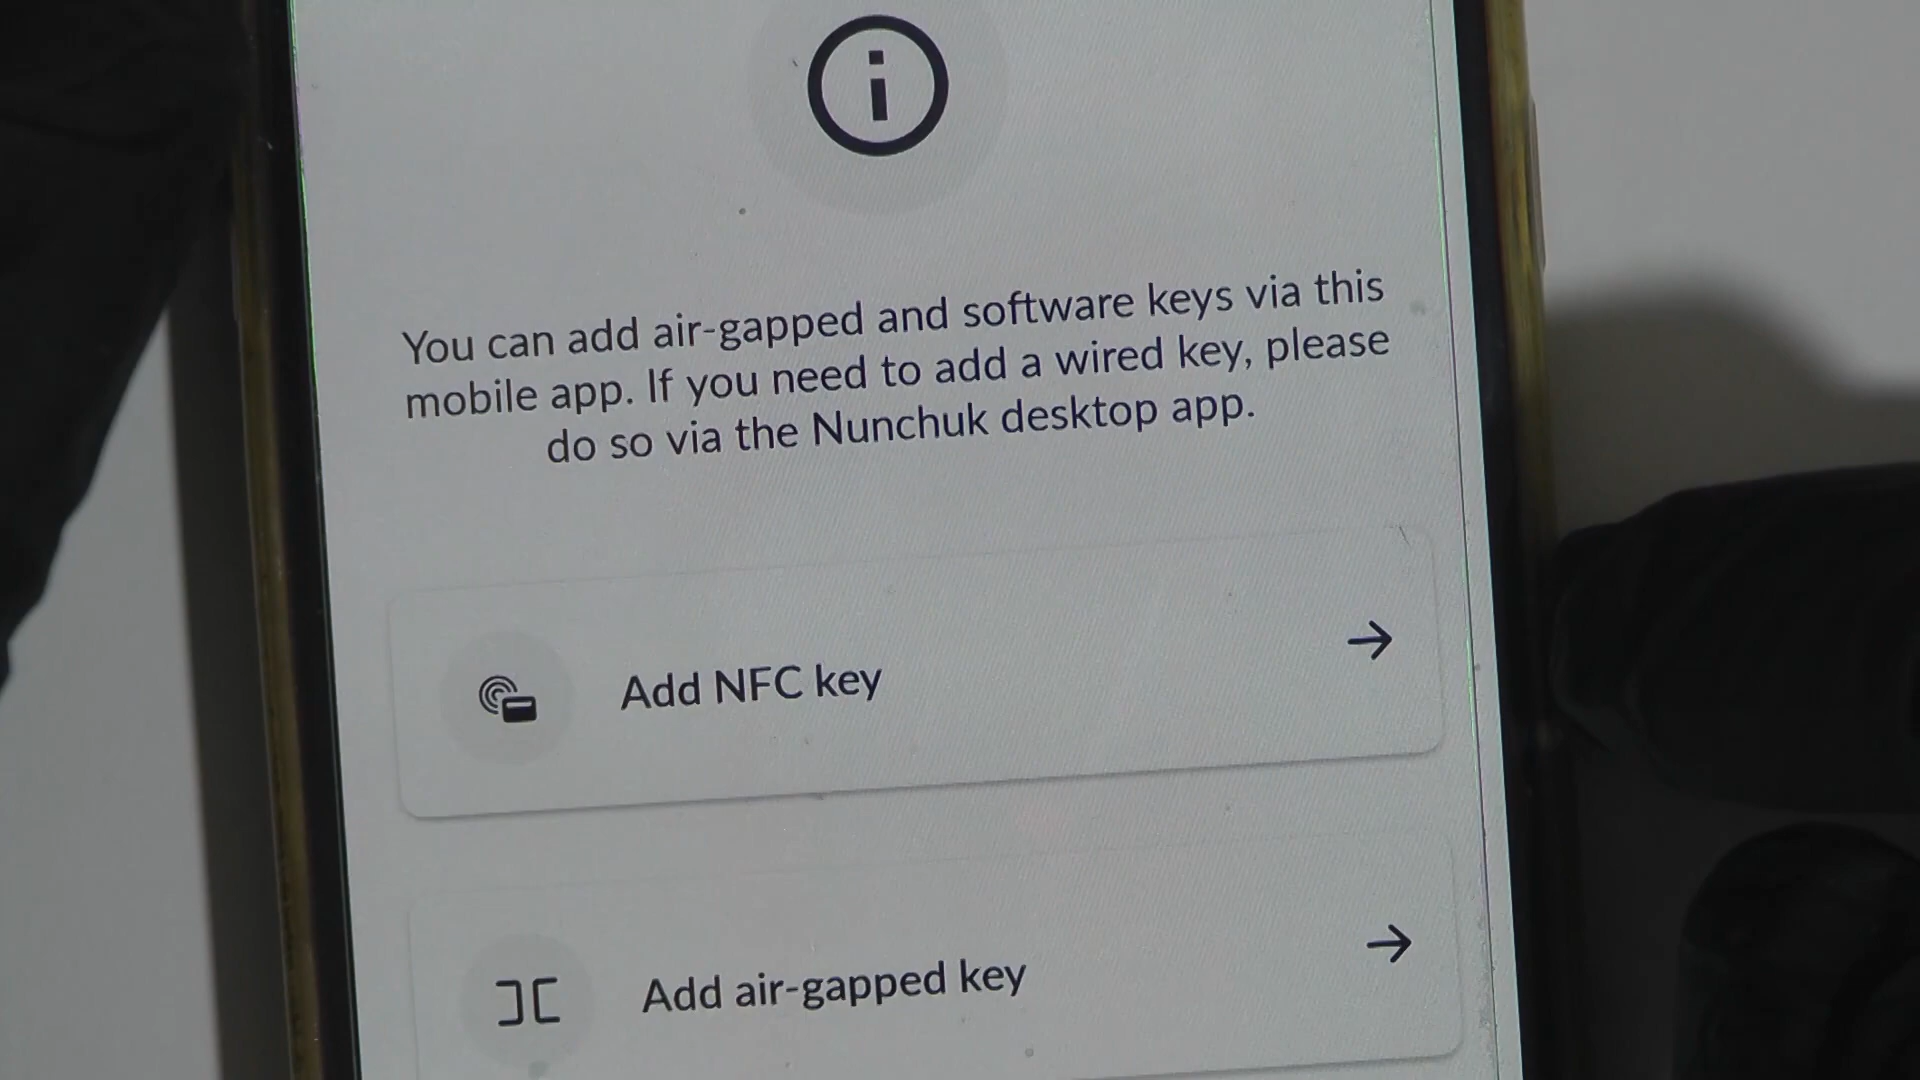 You can add air-gapped and software keys via this
mobile app. If you need to add a wired key, please
do so via the Nunchuk desktop app.
Add NFC key
Add air-gapped key